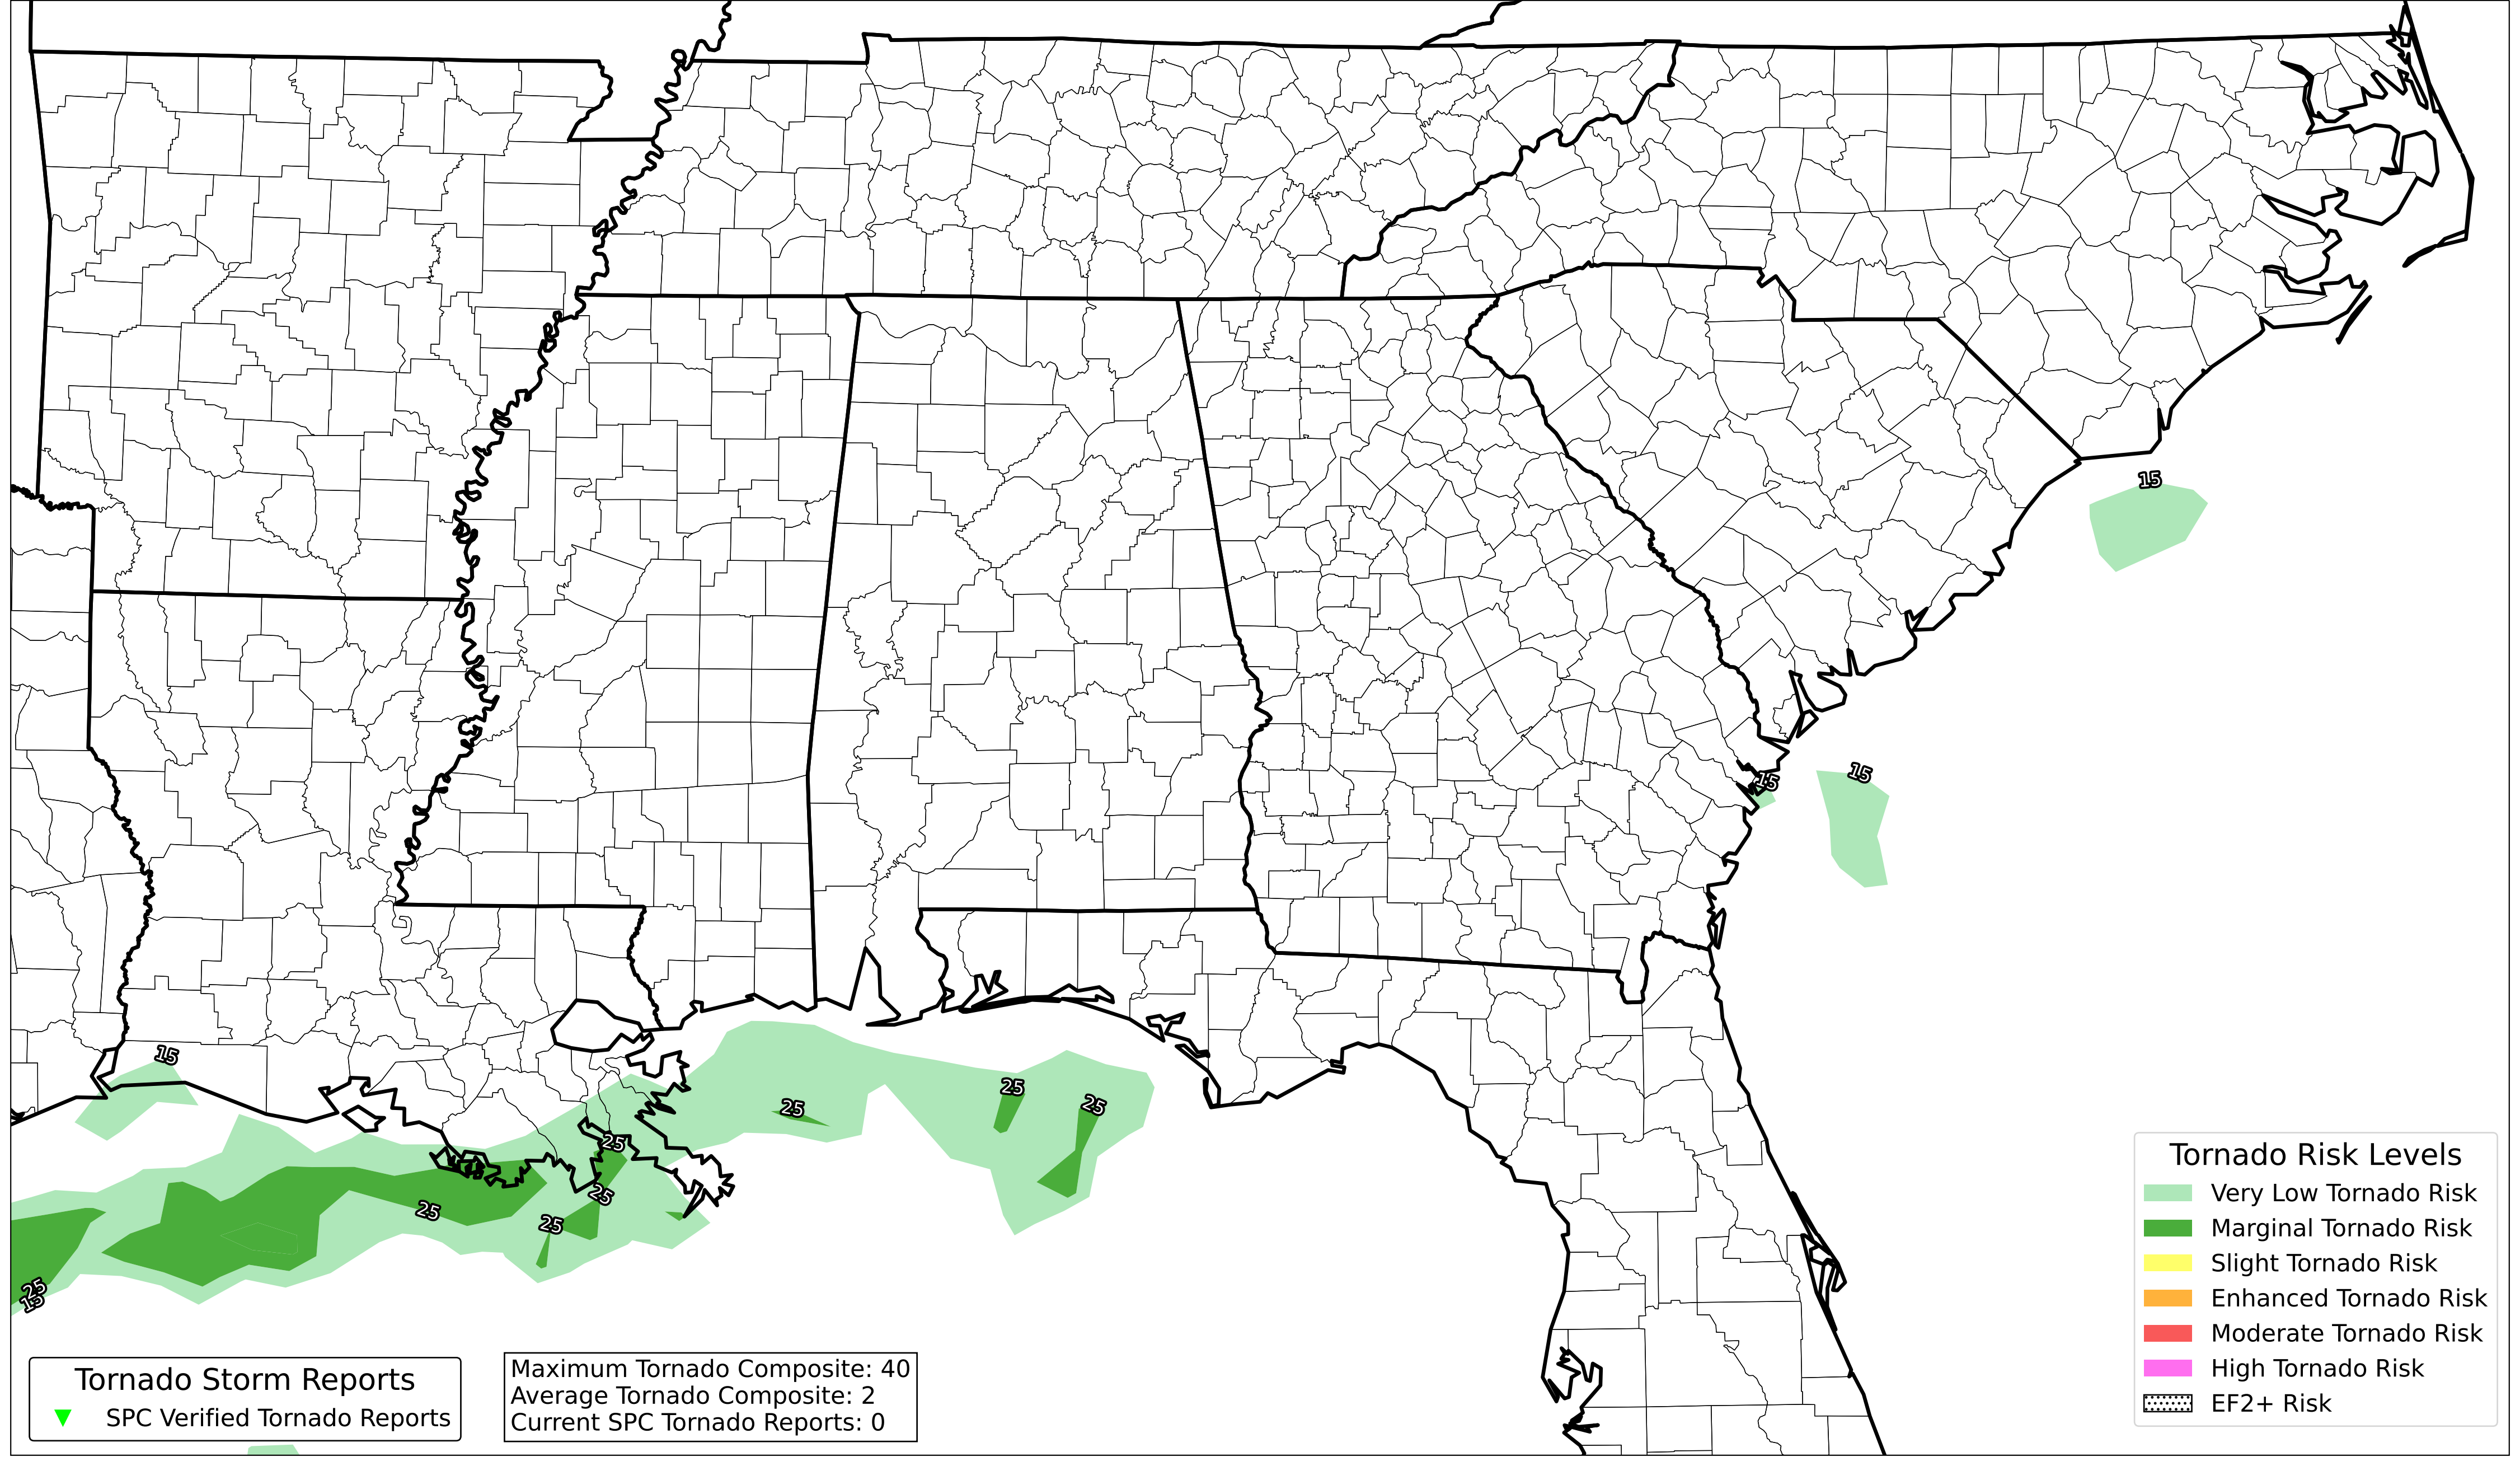 15
15
15
15
25
25
25
25
25
25
25
25
15
Tornado Risk Levels
Very Low Tornado Risk
Marginal Tornado Risk
Slight Tornado Risk
Enhanced Tornado Risk
Moderate Tornado Risk
High Tornado Risk
EF2+ Risk
Tornado Storm Reports
SPC Verified Tornado Reports
Maximum Tornado Composite: 40
Average Tornado Composite: 2
Current SPC Tornado Reports: 0